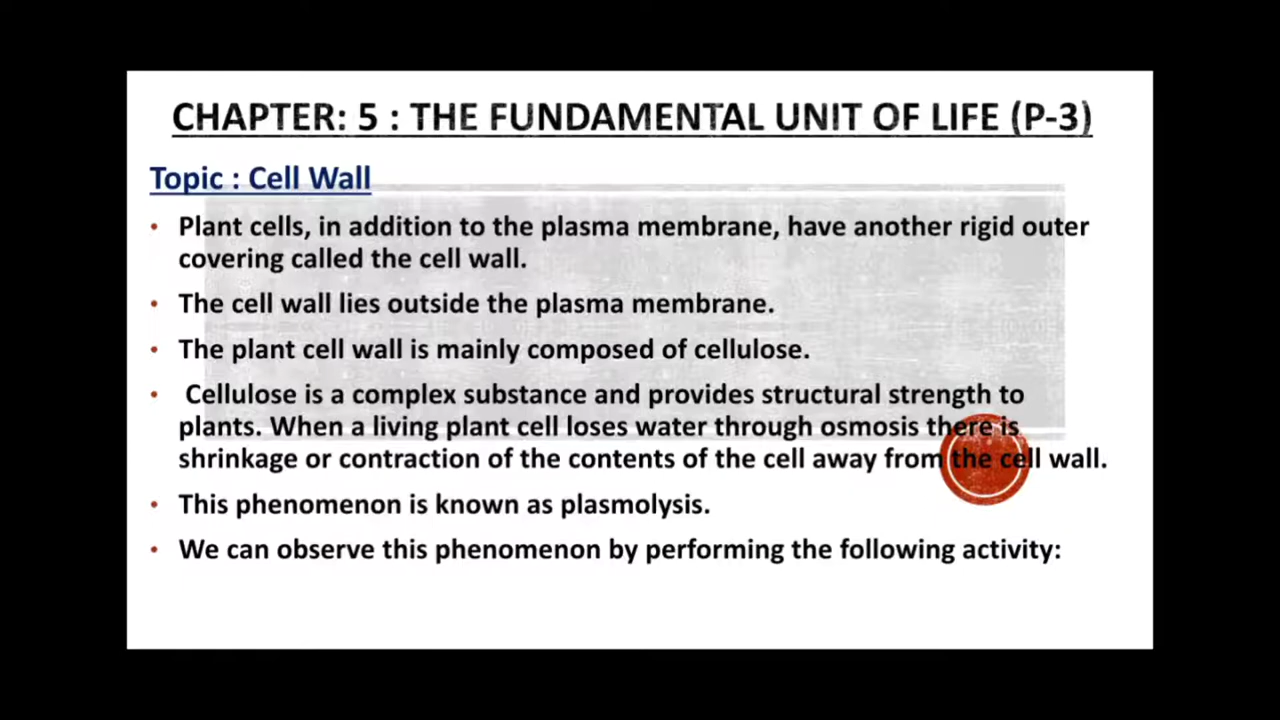 CHAPTER: 5 : THE FUNDAMENTAL UNIT OF LIFE (P-3)
Topic : Cell Wall
• Plant cells, in addition to the plasma membrane, have another rigid outer
covering called the cell wall.
• The cell wall lies outside the plasma membrane.
• The plant cell wall is mainly composed of cellulose.
• Cellulose is a complex substance and provides structural strength to
plants. When a living plant cell loses water through osmosis there is
shrinkage or contraction of the contents of the cell away from the cell wall.
• This phenomenon is known as plasmolysis.
• We can observe this phenomenon by performing the following activity: